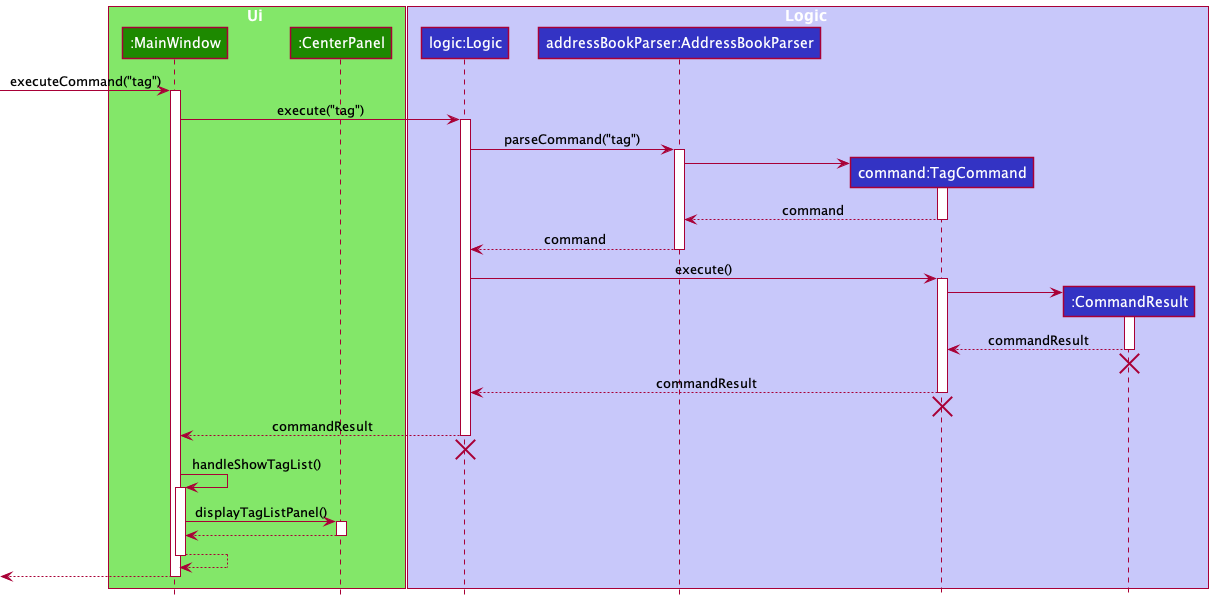 Ui
Logic
:MainWindow
:CenterPanel
logic:Logic
addressBookParser:AddressBookParser
executeCommand("tag")
execute("tag")
parseCommand("tag")
command:TagCommand
command
command
execute()
:CommandResult
commandResult
commandResult
commandResult
handleShowTagList()
displayTagListPanel()